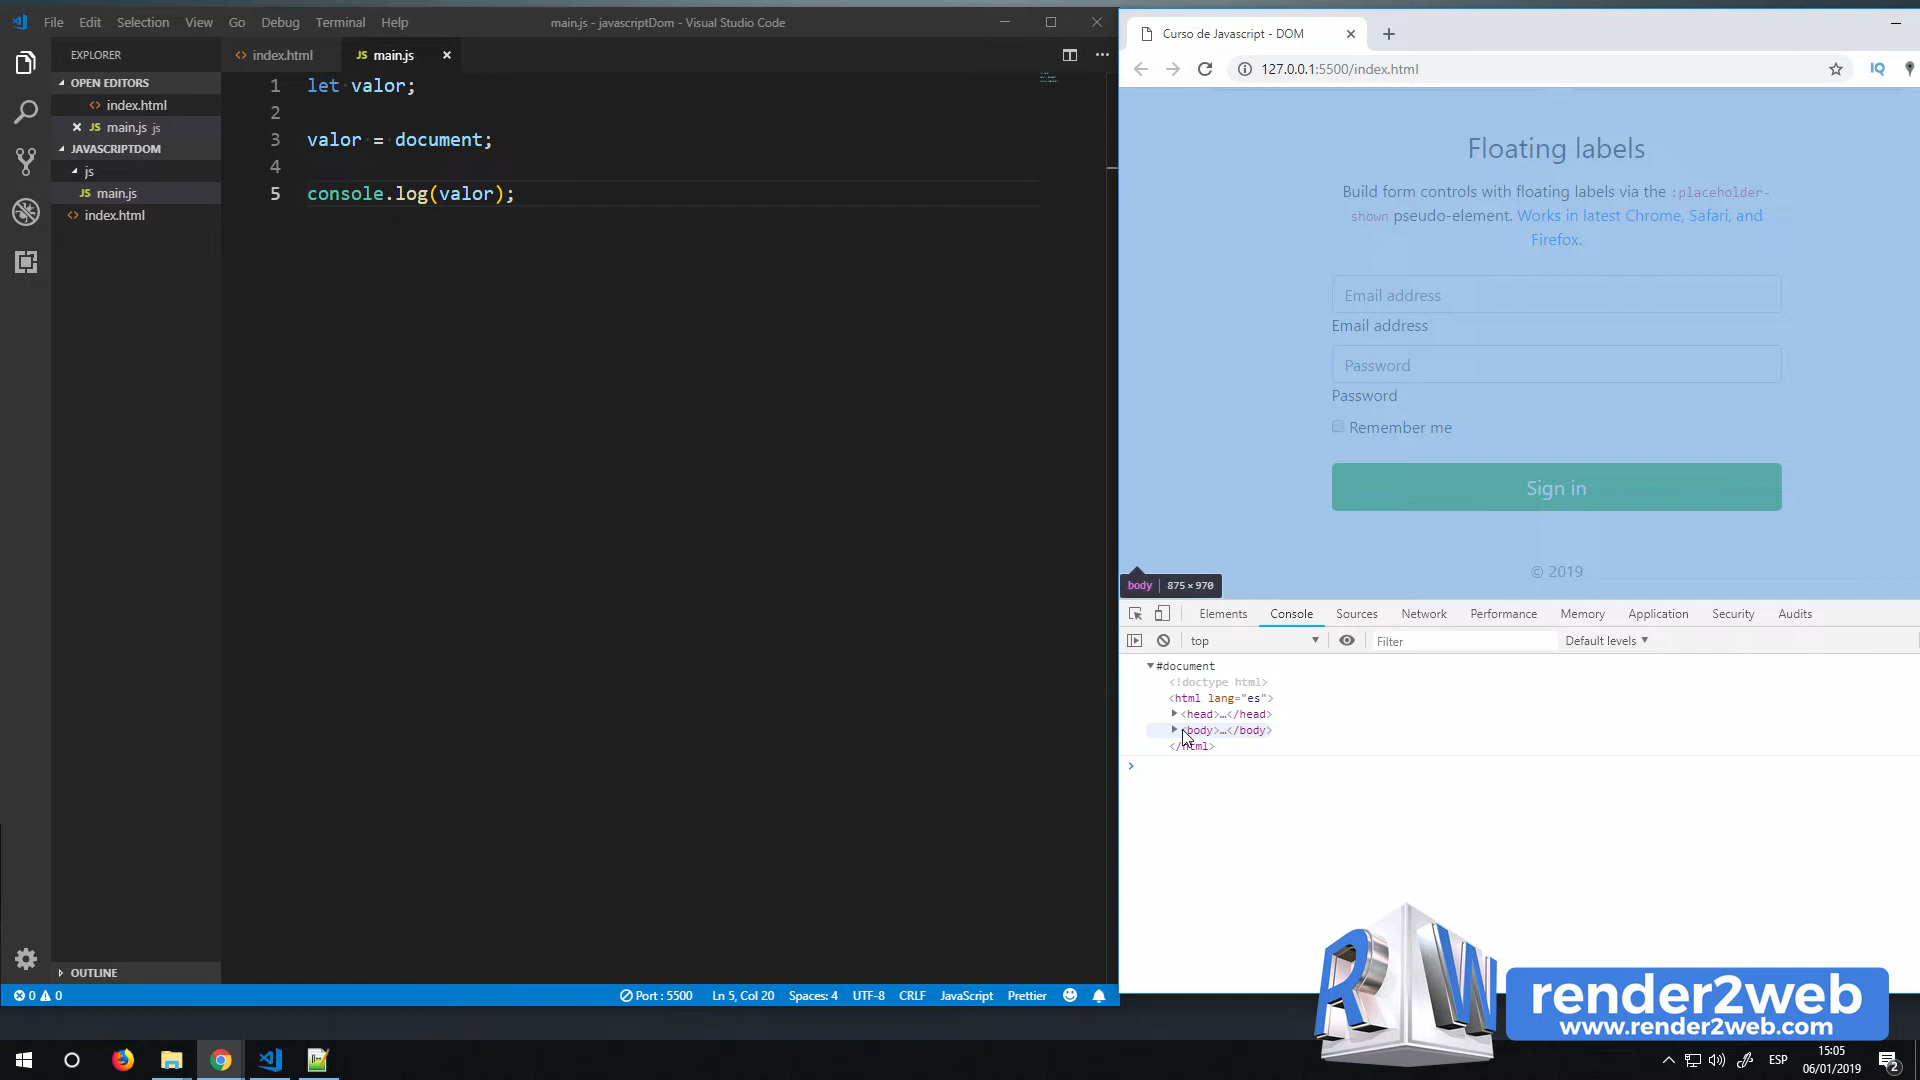 File Edit Selection View Go Debug Terminal Help
main.js - javascriptDom - Visual Studio Code
EXPLORER
OPEN EDITORS
<> index.html
JS main.js js
JAVASCRIPTDOM
js
JS main.js
<> index.html
OUTLINE
<> index.html
JS main.js
1 let valor;
2
3 valor = document;
4
5 console.log(valor);
0 0
Port : 5500 Ln 5, Col 20 Spaces: 4 UTF-8 CRLF JavaScript Prettier
Curso de Javascript - DOM
127.0.0.1:5500/index.html
IQ
Floating labels
Build form controls with floating labels via the :placeholder-
shown pseudo-element. Works in latest Chrome, Safari, and
Firefox.
Email address
Email address
Password
Password
Remember me
Sign in
© 2019
body 875 × 970
Elements Console Sources Network Performance Memory Application Security Audits
top Filter Default levels
#document
<!doctype html>
<html lang="es">
<head>…</head>
<body>…</body>
</html>
>
RW
render2web
www.render2web.com
ESP
15:05
06/01/2019
2